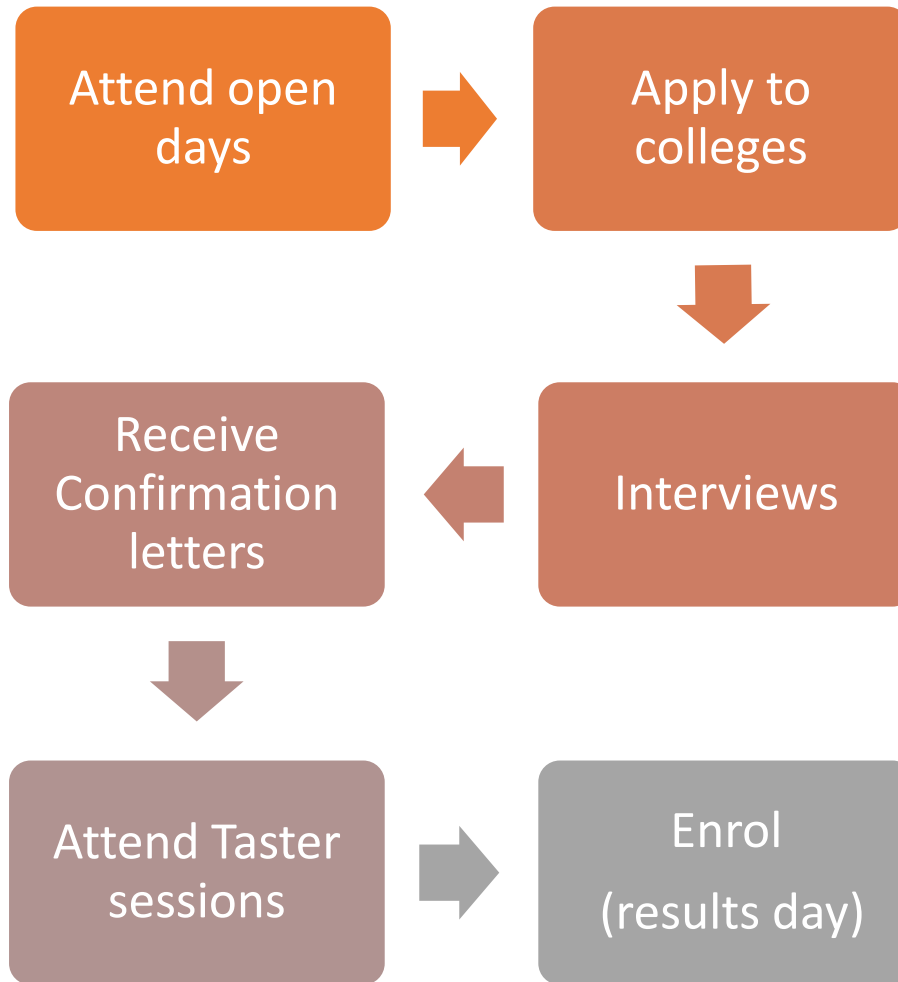 Attend open
days
Apply to
colleges
Interviews
Receive
Confirmation
letters
Attend Taster
sessions
Enrol
(results day)